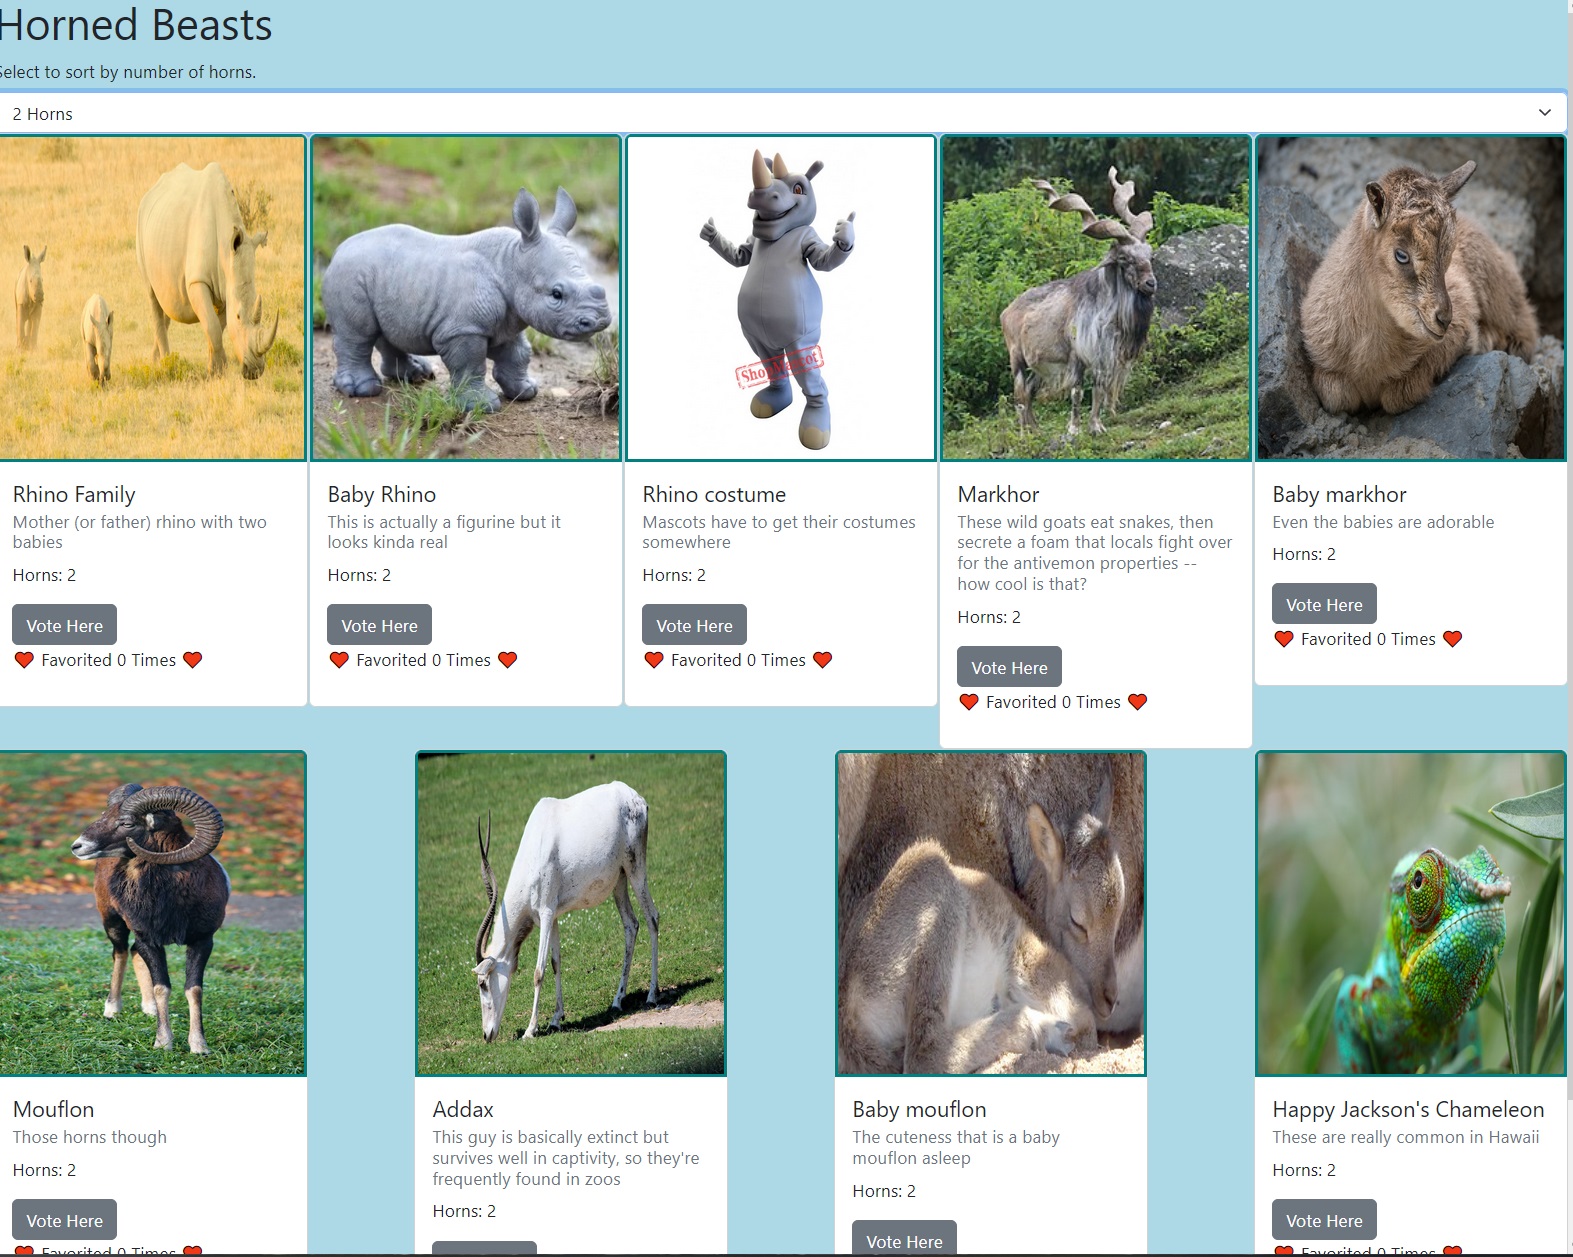 Horned Beasts
Select to sort by number of horns.
2 Horns
ShopMascot
Rhino Family
Mother (or father) rhino with two
babies
Horns: 2
Vote Here
Favorited 0 Times
Baby Rhino
This is actually a figurine but it
looks kinda real
Horns: 2
Vote Here
Favorited 0 Times
Rhino costume
Mascots have to get their costumes
somewhere
Horns: 2
Vote Here
Favorited 0 Times
Markhor
These wild goats eat snakes, then
secrete a foam that locals fight over
for the antivemon properties --
how cool is that?
Horns: 2
Vote Here
Favorited 0 Times
Baby markhor
Even the babies are adorable
Horns: 2
Vote Here
Favorited 0 Times
Mouflon
Those horns though
Horns: 2
Vote Here
Favorited 0 Times
Addax
This guy is basically extinct but
survives well in captivity, so they're
frequently found in zoos
Horns: 2
Baby mouflon
The cuteness that is a baby
mouflon asleep
Horns: 2
Vote Here
Happy Jackson's Chameleon
These are really common in Hawaii
Horns: 2
Vote Here
Favorited 0 Times